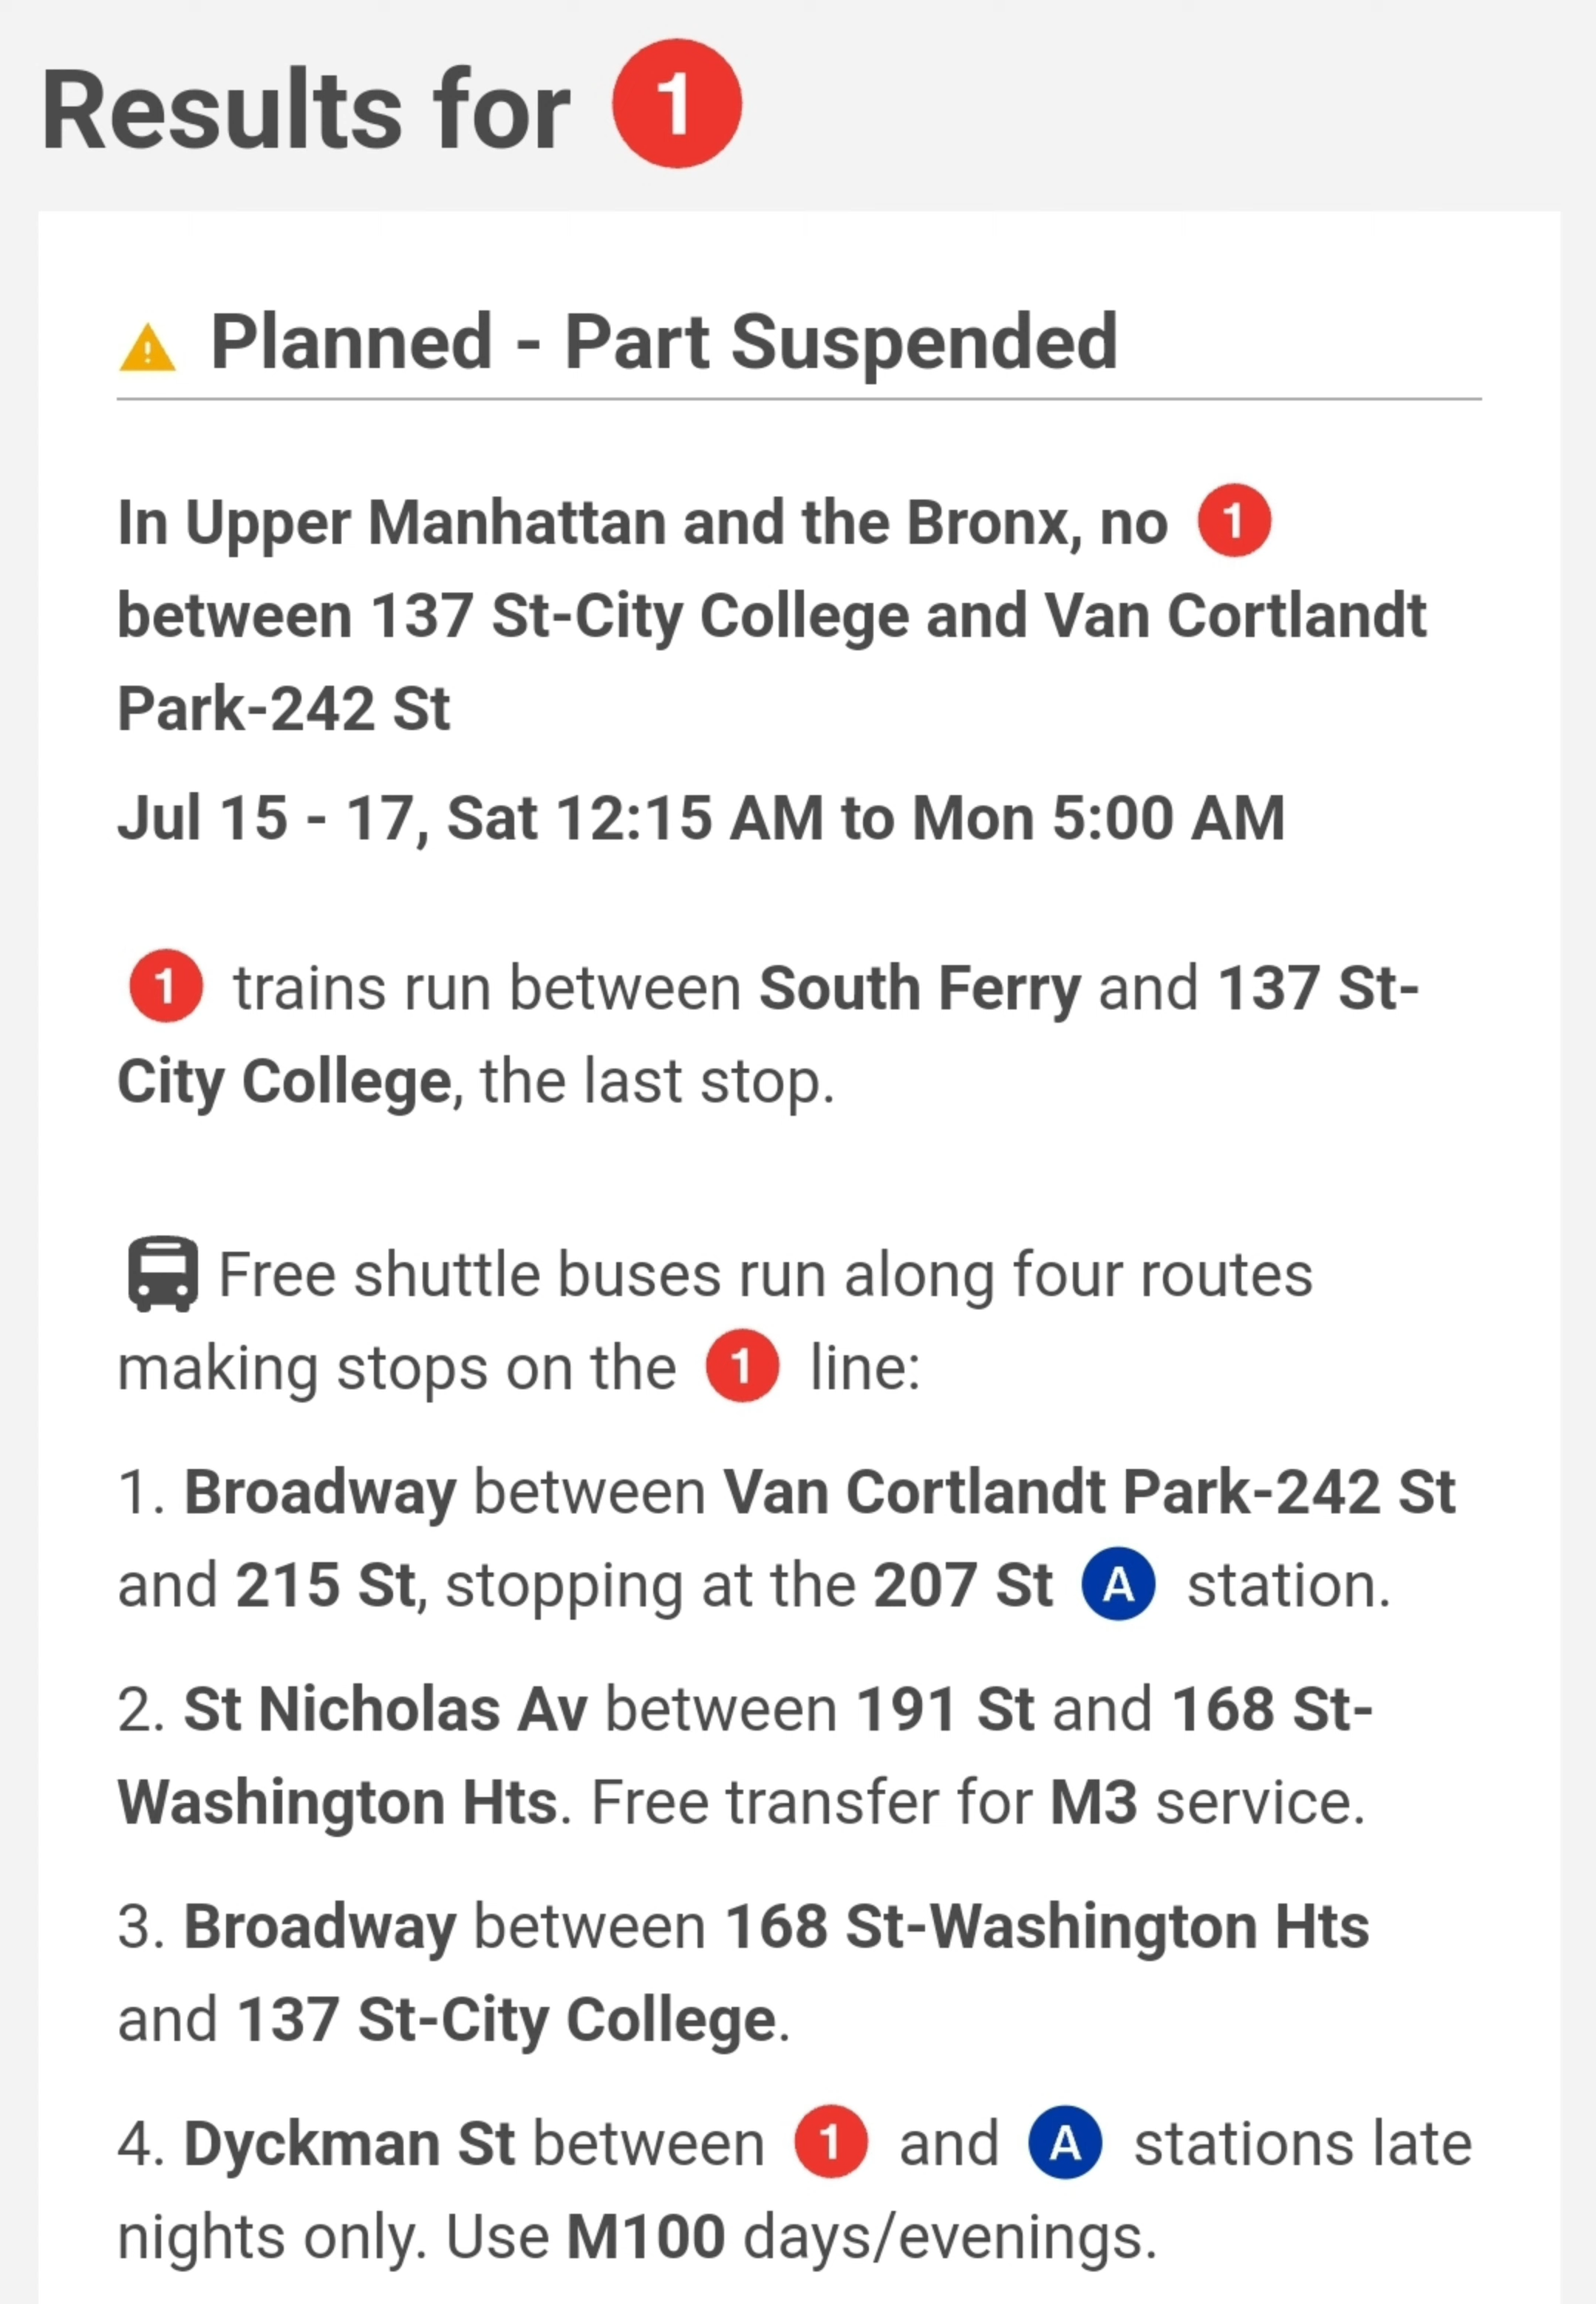 Results for 1
Planned - Part Suspended
In Upper Manhattan and the Bronx, no 1
between 137 St-City College and Van Cortlandt
Park-242 St
Jul 15 - 17, Sat 12:15 AM to Mon 5:00 AM
1 trains run between South Ferry and 137 St-
City College, the last stop.
Free shuttle buses run along four routes
making stops on the 1 line:
1. Broadway between Van Cortlandt Park-242 St
and 215 St, stopping at the 207 St A station.
2. St Nicholas Av between 191 St and 168 St-
Washington Hts. Free transfer for M3 service.
3. Broadway between 168 St-Washington Hts
and 137 St-City College.
4. Dyckman St between 1 and A stations late
nights only. Use M100 days/evenings.